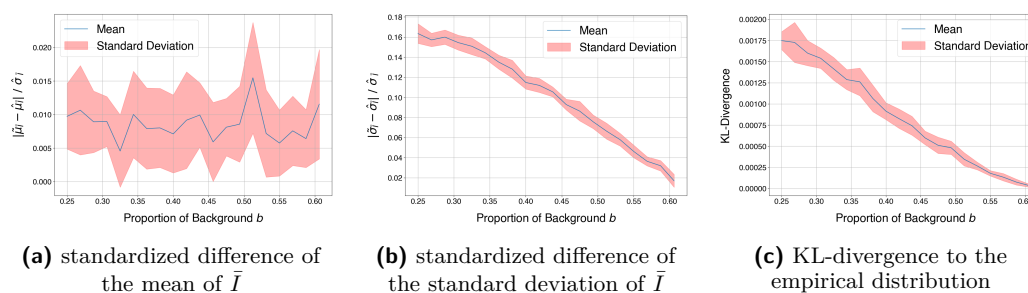 Mean
Standard Deviation
0.020
0.015
0.010
0.005
0.000
|μ̃_Ī − μ̂_Ī| / σ̂_Ī
0.25 0.30 0.35 0.40 0.45 0.50 0.55 0.60
Proportion of Background b
(a) standardized difference of
the mean of Ī
Mean
Standard Deviation
0.18
0.16
0.14
0.12
0.10
0.08
0.06
0.04
0.02
|σ̃_Ī − σ̂_Ī| / σ̂_Ī
0.25 0.30 0.35 0.40 0.45 0.50 0.55 0.60
Proportion of Background b
(b) standardized difference of
the standard deviation of Ī
Mean
Standard Deviation
0.00200
0.00175
0.00150
0.00125
0.00100
0.00075
0.00050
0.00025
0.00000
KL-Divergence
0.25 0.30 0.35 0.40 0.45 0.50 0.55 0.60
Proportion of Background b
(c) KL-divergence to the
empirical distribution